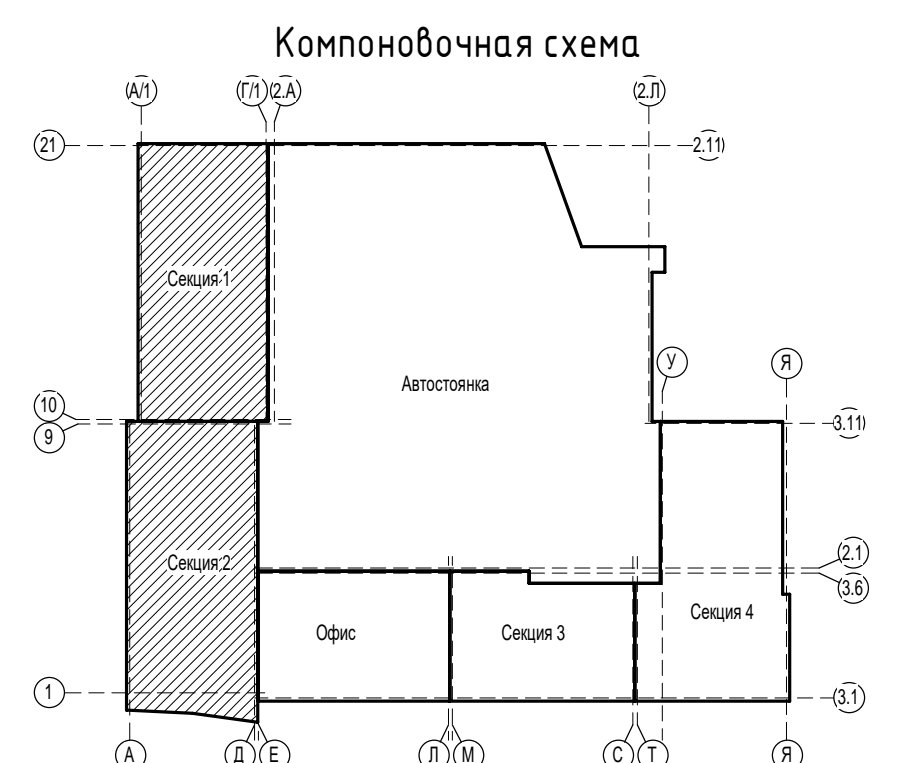 Компоновочная схема
А/1
Г/1
2.А
2.Л
21
2.11
Секция 1
У
Я
Автостоянка
10
9
3.11
Секция 2
2.1
3.6
Офис
Секция 3
Секция 4
1
3.1
А
Д
Е
Л
М
С
Т
Я